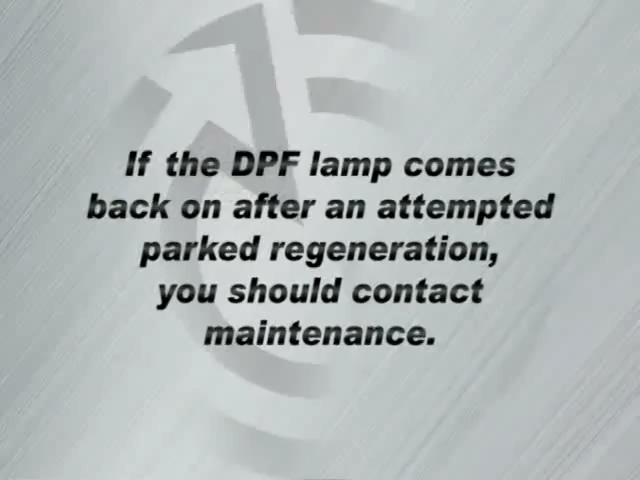 If the DPF lamp comes
back on after an attempted
parked regeneration,
you should contact
maintenance.